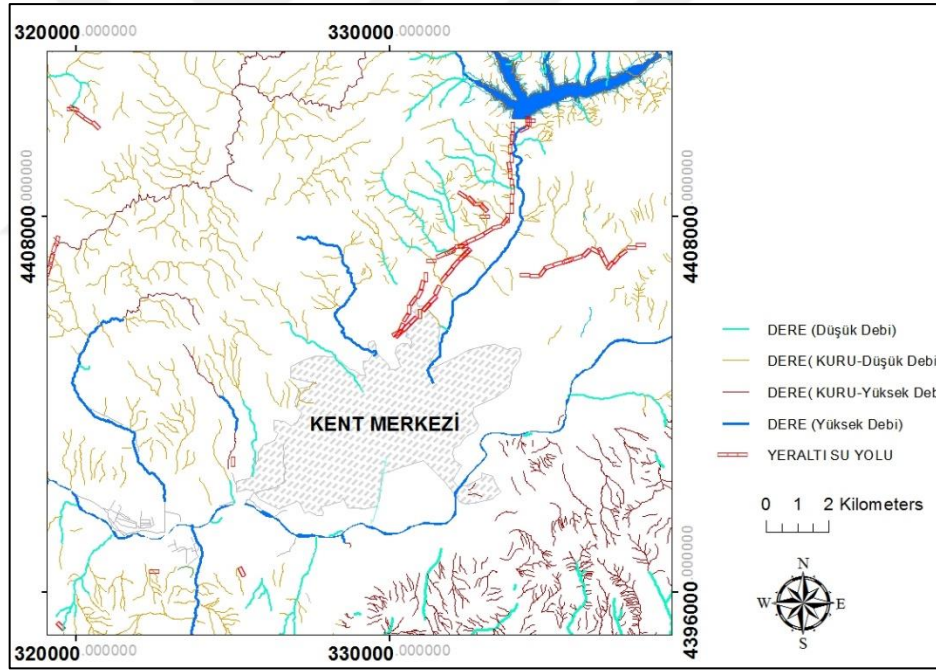 320000.000000
330000.000000
4408000.000000
4408000.000000
DERE (Düşük Debi)
DERE( KURU-Düşük Debi
DERE( KURU-Yüksek Deb
DERE (Yüksek Debi)
YERALTI SU YOLU
KENT MERKEZİ
0 1 2 Kilometers
N
W E
S
4396000.000000
320000.000000
330000.000000